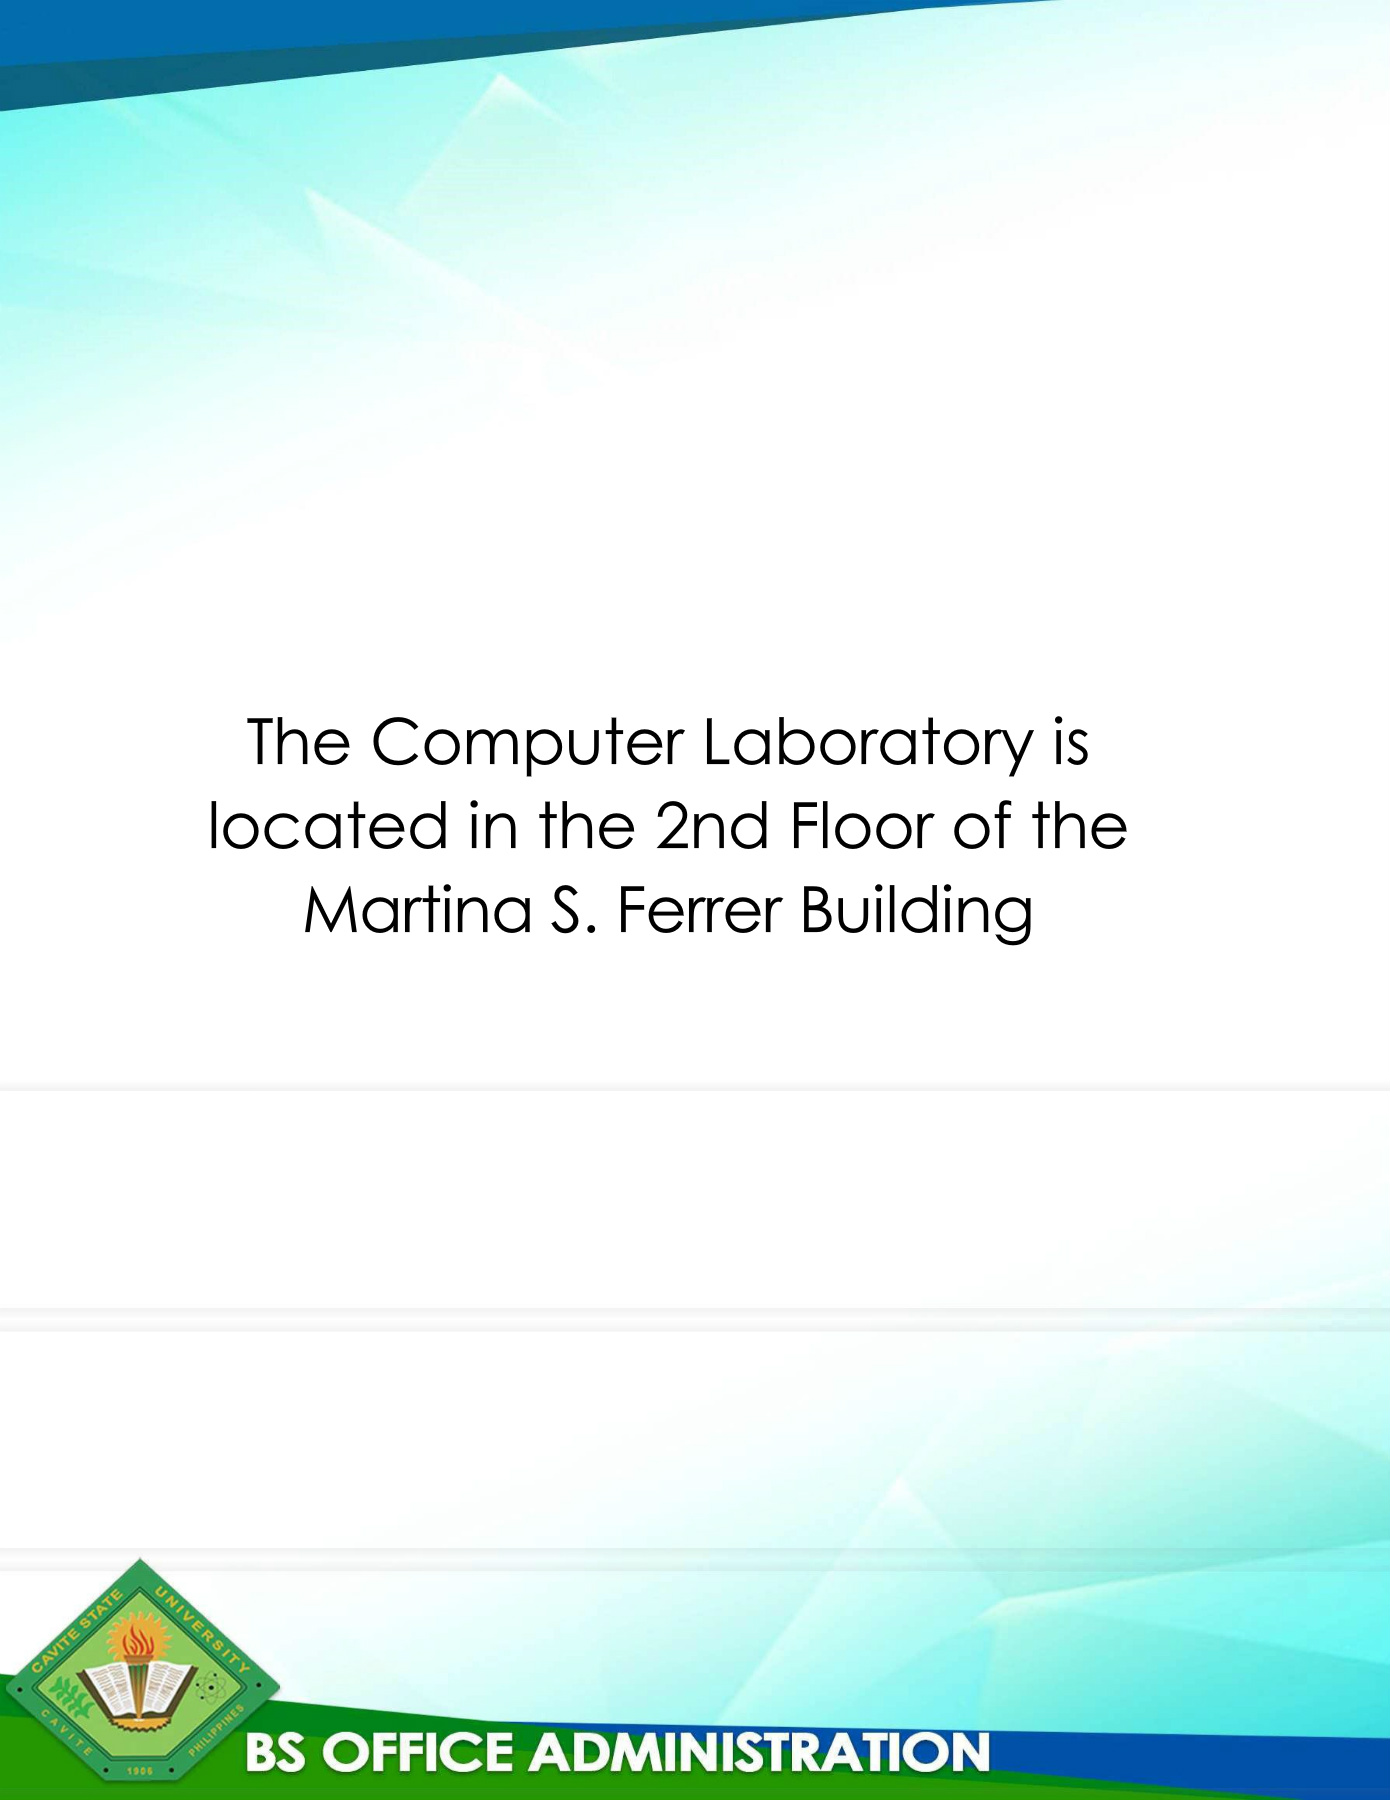 The Computer Laboratory is
located in the 2nd Floor of the
Martina S. Ferrer Building
CAVITE STATE UNIVERSITY
CAVITE PHILIPPINES
1906
BS OFFICE ADMINISTRATION